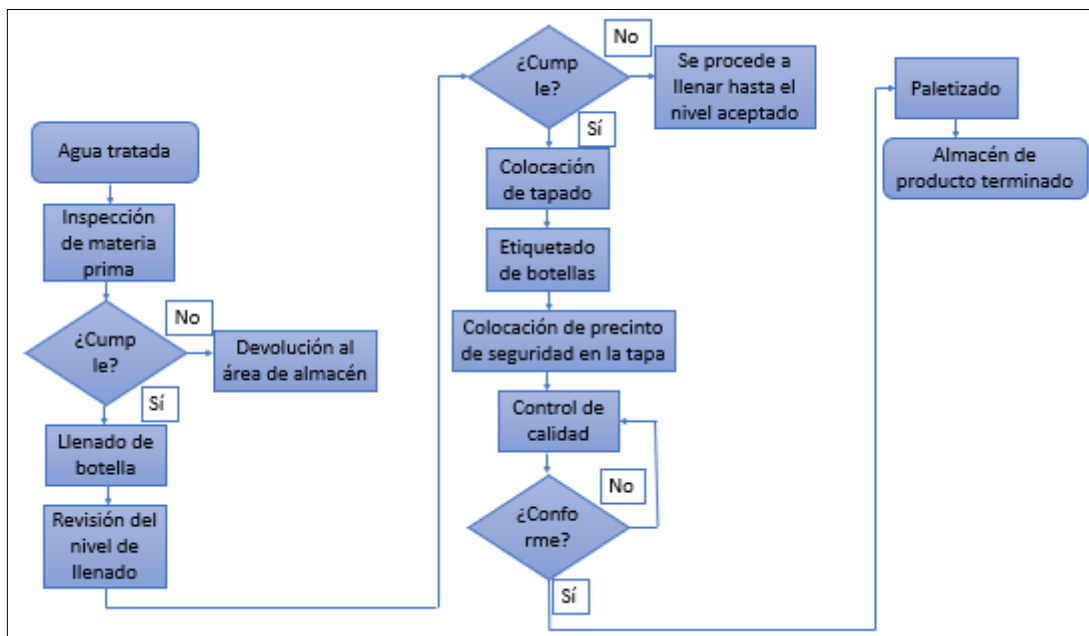 Agua tratada
Inspección
de materia
prima
¿Cump
le?
No
Devolución al
área de almacén
Sí
Llenado de
botella
Revisión del
nivel de
llenado
¿Cump
le?
No
Se procede a
llenar hasta el
nivel aceptado
Sí
Colocación
de tapado
Etiquetado
de botellas
Colocación de precinto
de seguridad en la tapa
Control de
calidad
¿Confo
rme?
No
Sí
Paletizado
Almacén de
producto terminado